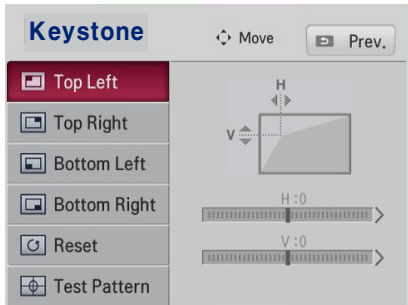 Keystone
Move
Prev.
Top Left
Top Right
Bottom Left
Bottom Right
Reset
Test Pattern
H
V
H :0
V :0